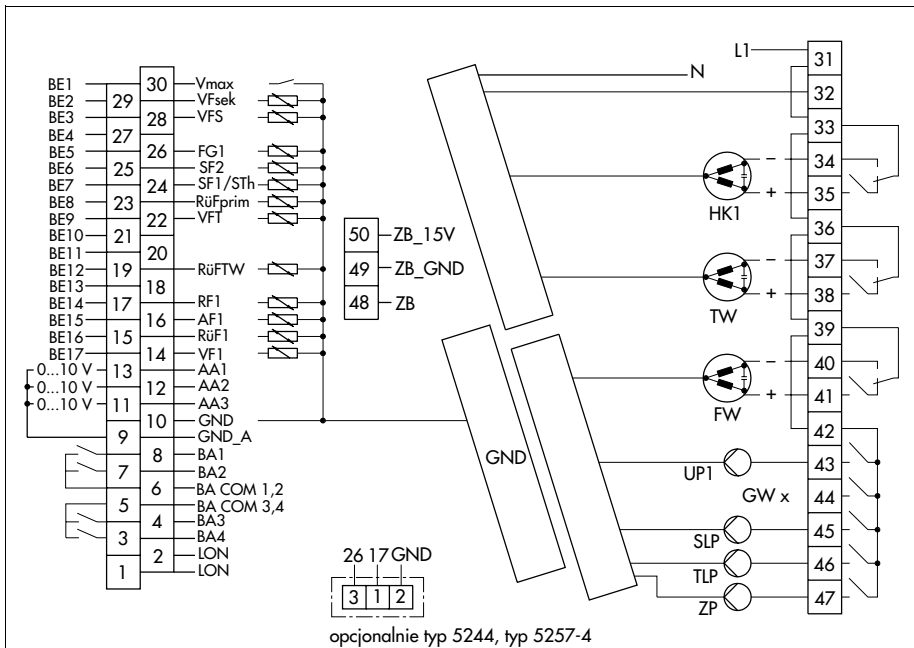 BE1 30 Vmax
BE2 29 VFsek
BE3 28 VFS
BE4 27
BE5 26 FG1
BE6 25 SF2
BE7 24 SF1/STh
BE8 23 RüFprim
BE9 22 VFT
BE10 21
BE11 20
BE12 19 RüFTW
BE13 18
BE14 17 RF1
BE15 16 AF1
BE16 15 RüF1
BE17 14 VF1
0...10 V 13 AA1
0...10 V 12 AA2
0...10 V 11 AA3
10 GND
9 GND_A
8 BA1
7 BA2
6 BA COM 1,2
5 BA COM 3,4
4 BA3
3 BA4
2 LON
1 LON
50 ZB_15V
49 ZB_GND
48 ZB
GND
26 17 GND
3 1 2
opcjonalnie typ 5244, typ 5257-4
L1 31
N 32
33
− 34
+ 35
HK1
36
− 37
+ 38
TW
39
− 40
+ 41
FW
42
UP1 43
GW x 44
SLP 45
TLP 46
ZP 47